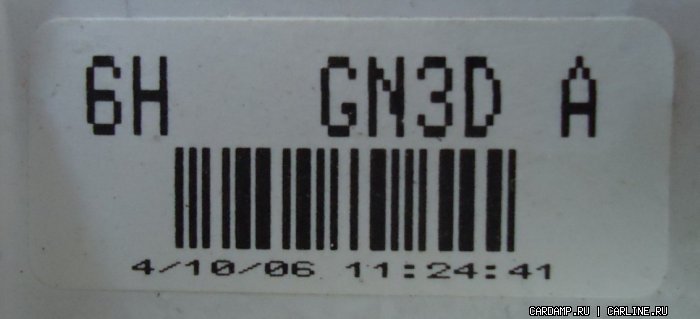 6H GN3D A
4/10/06 11:24:41
CARDAMP.RU | CARLINE.RU